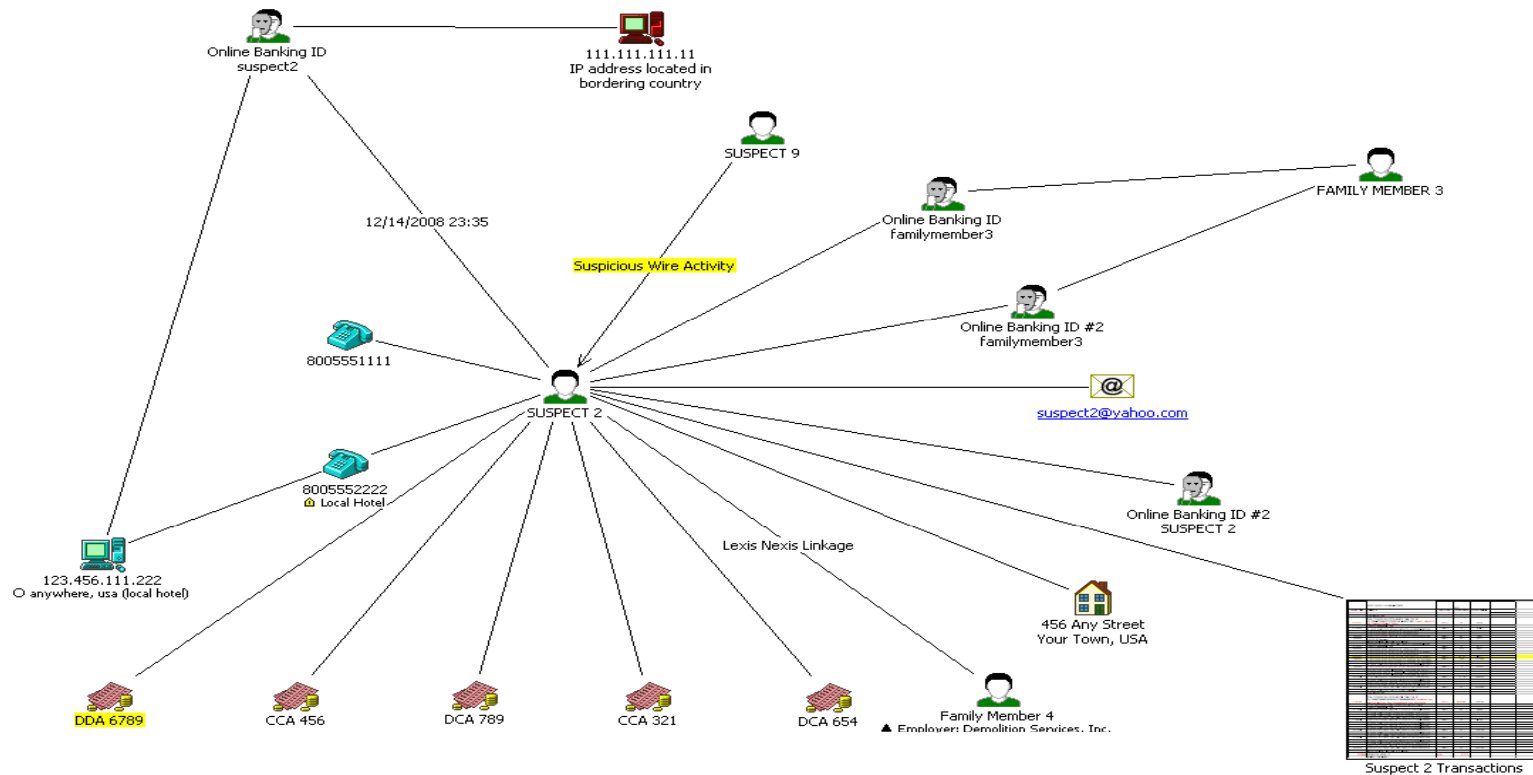 Online Banking ID
suspect2
111.111.111.11
IP address located in
bordering country
SUSPECT 9
FAMILY MEMBER 3
Online Banking ID
familymember3
12/14/2008 23:35
Suspicious Wire Activity
Online Banking ID #2
familymember3
8005551111
SUSPECT 2
@
suspect2@yahoo.com
8005552222
Local Hotel
Online Banking ID #2
SUSPECT 2
Lexis Nexis Linkage
123.456.111.222
anywhere, usa (local hotel)
456 Any Street
Your Town, USA
DDA 6789
CCA 456
DCA 789
CCA 321
DCA 654
Family Member 4
Employer: Demolition Services, Inc.
Suspect 2 Transactions